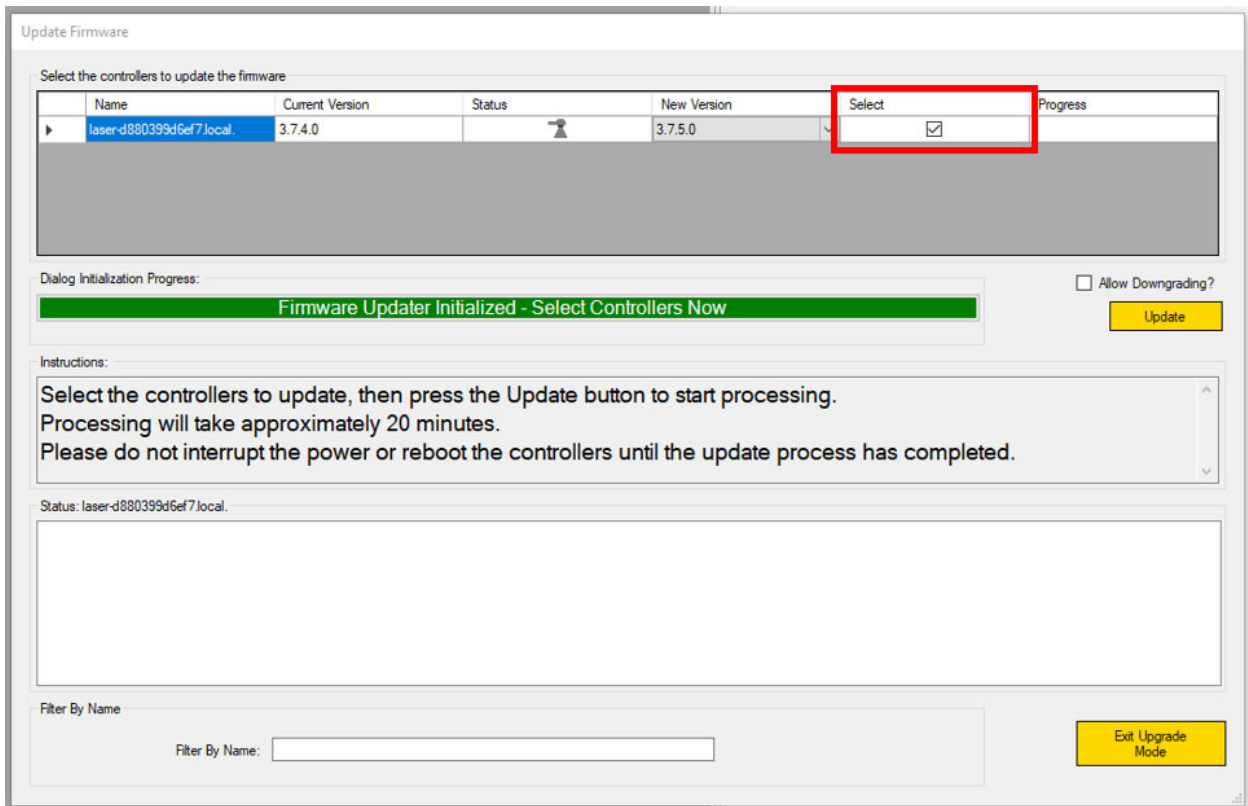 Update Firmware
Select the controllers to update the firmware
Name Current Version Status New Version Select Progress
laser-d880399d6ef7.local. 3.7.4.0 3.7.5.0
Dialog Initialization Progress:
Allow Downgrading?
Firmware Updater Initialized - Select Controllers Now
Update
Instructions:
Select the controllers to update, then press the Update button to start processing.
Processing will take approximately 20 minutes.
Please do not interrupt the power or reboot the controllers until the update process has completed.
Status: laser-d880399d6ef7.local.
Filter By Name
Filter By Name:
Exit Upgrade
Mode